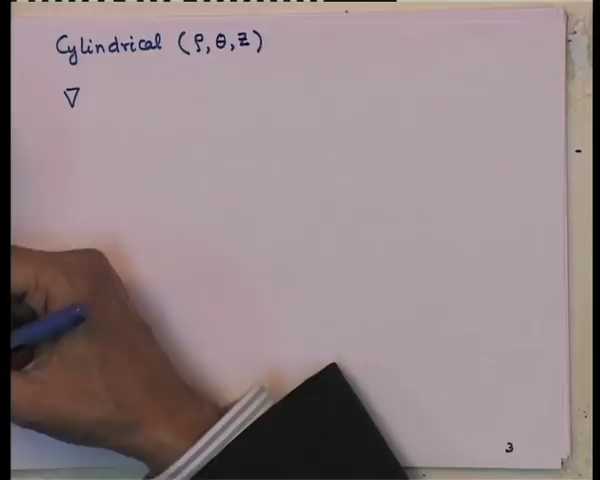 Cylindrical (ρ, θ, z)
∇
3